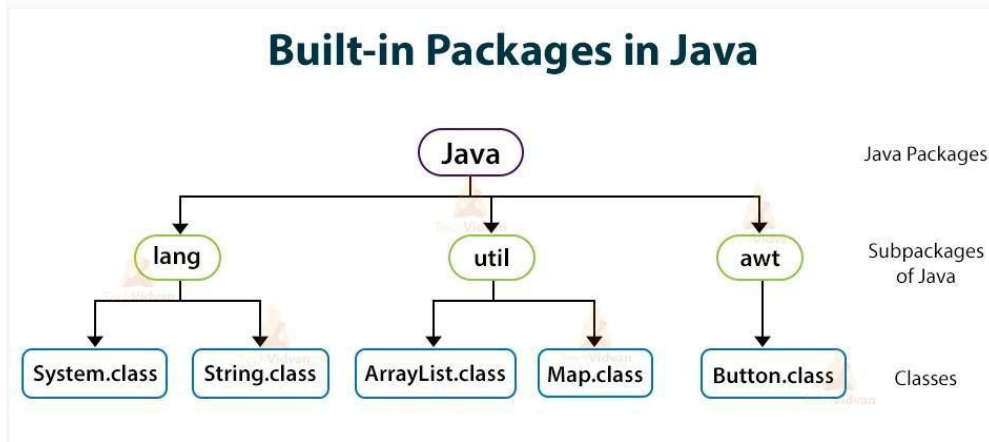 Built-in Packages in Java
Java
Java Packages
lang
util
awt
Subpackages
of Java
System.class
String.class
ArrayList.class
Map.class
Button.class
Classes